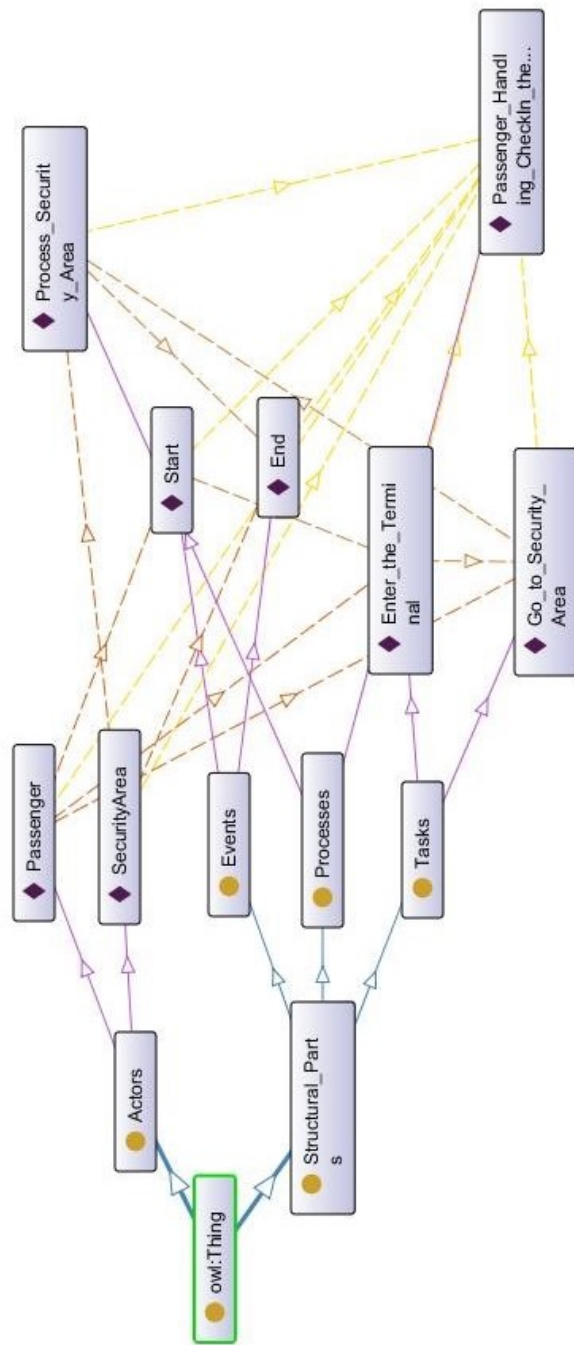 owl:Thing
Actors
Structural_Part
s
Passenger
SecurityArea
Events
Processes
Tasks
Start
End
Enter_the_Termi
nal
Go_to_Security_
Area
Process_Securit
y_Area
Passenger_Handl
ing_CheckIn_the...